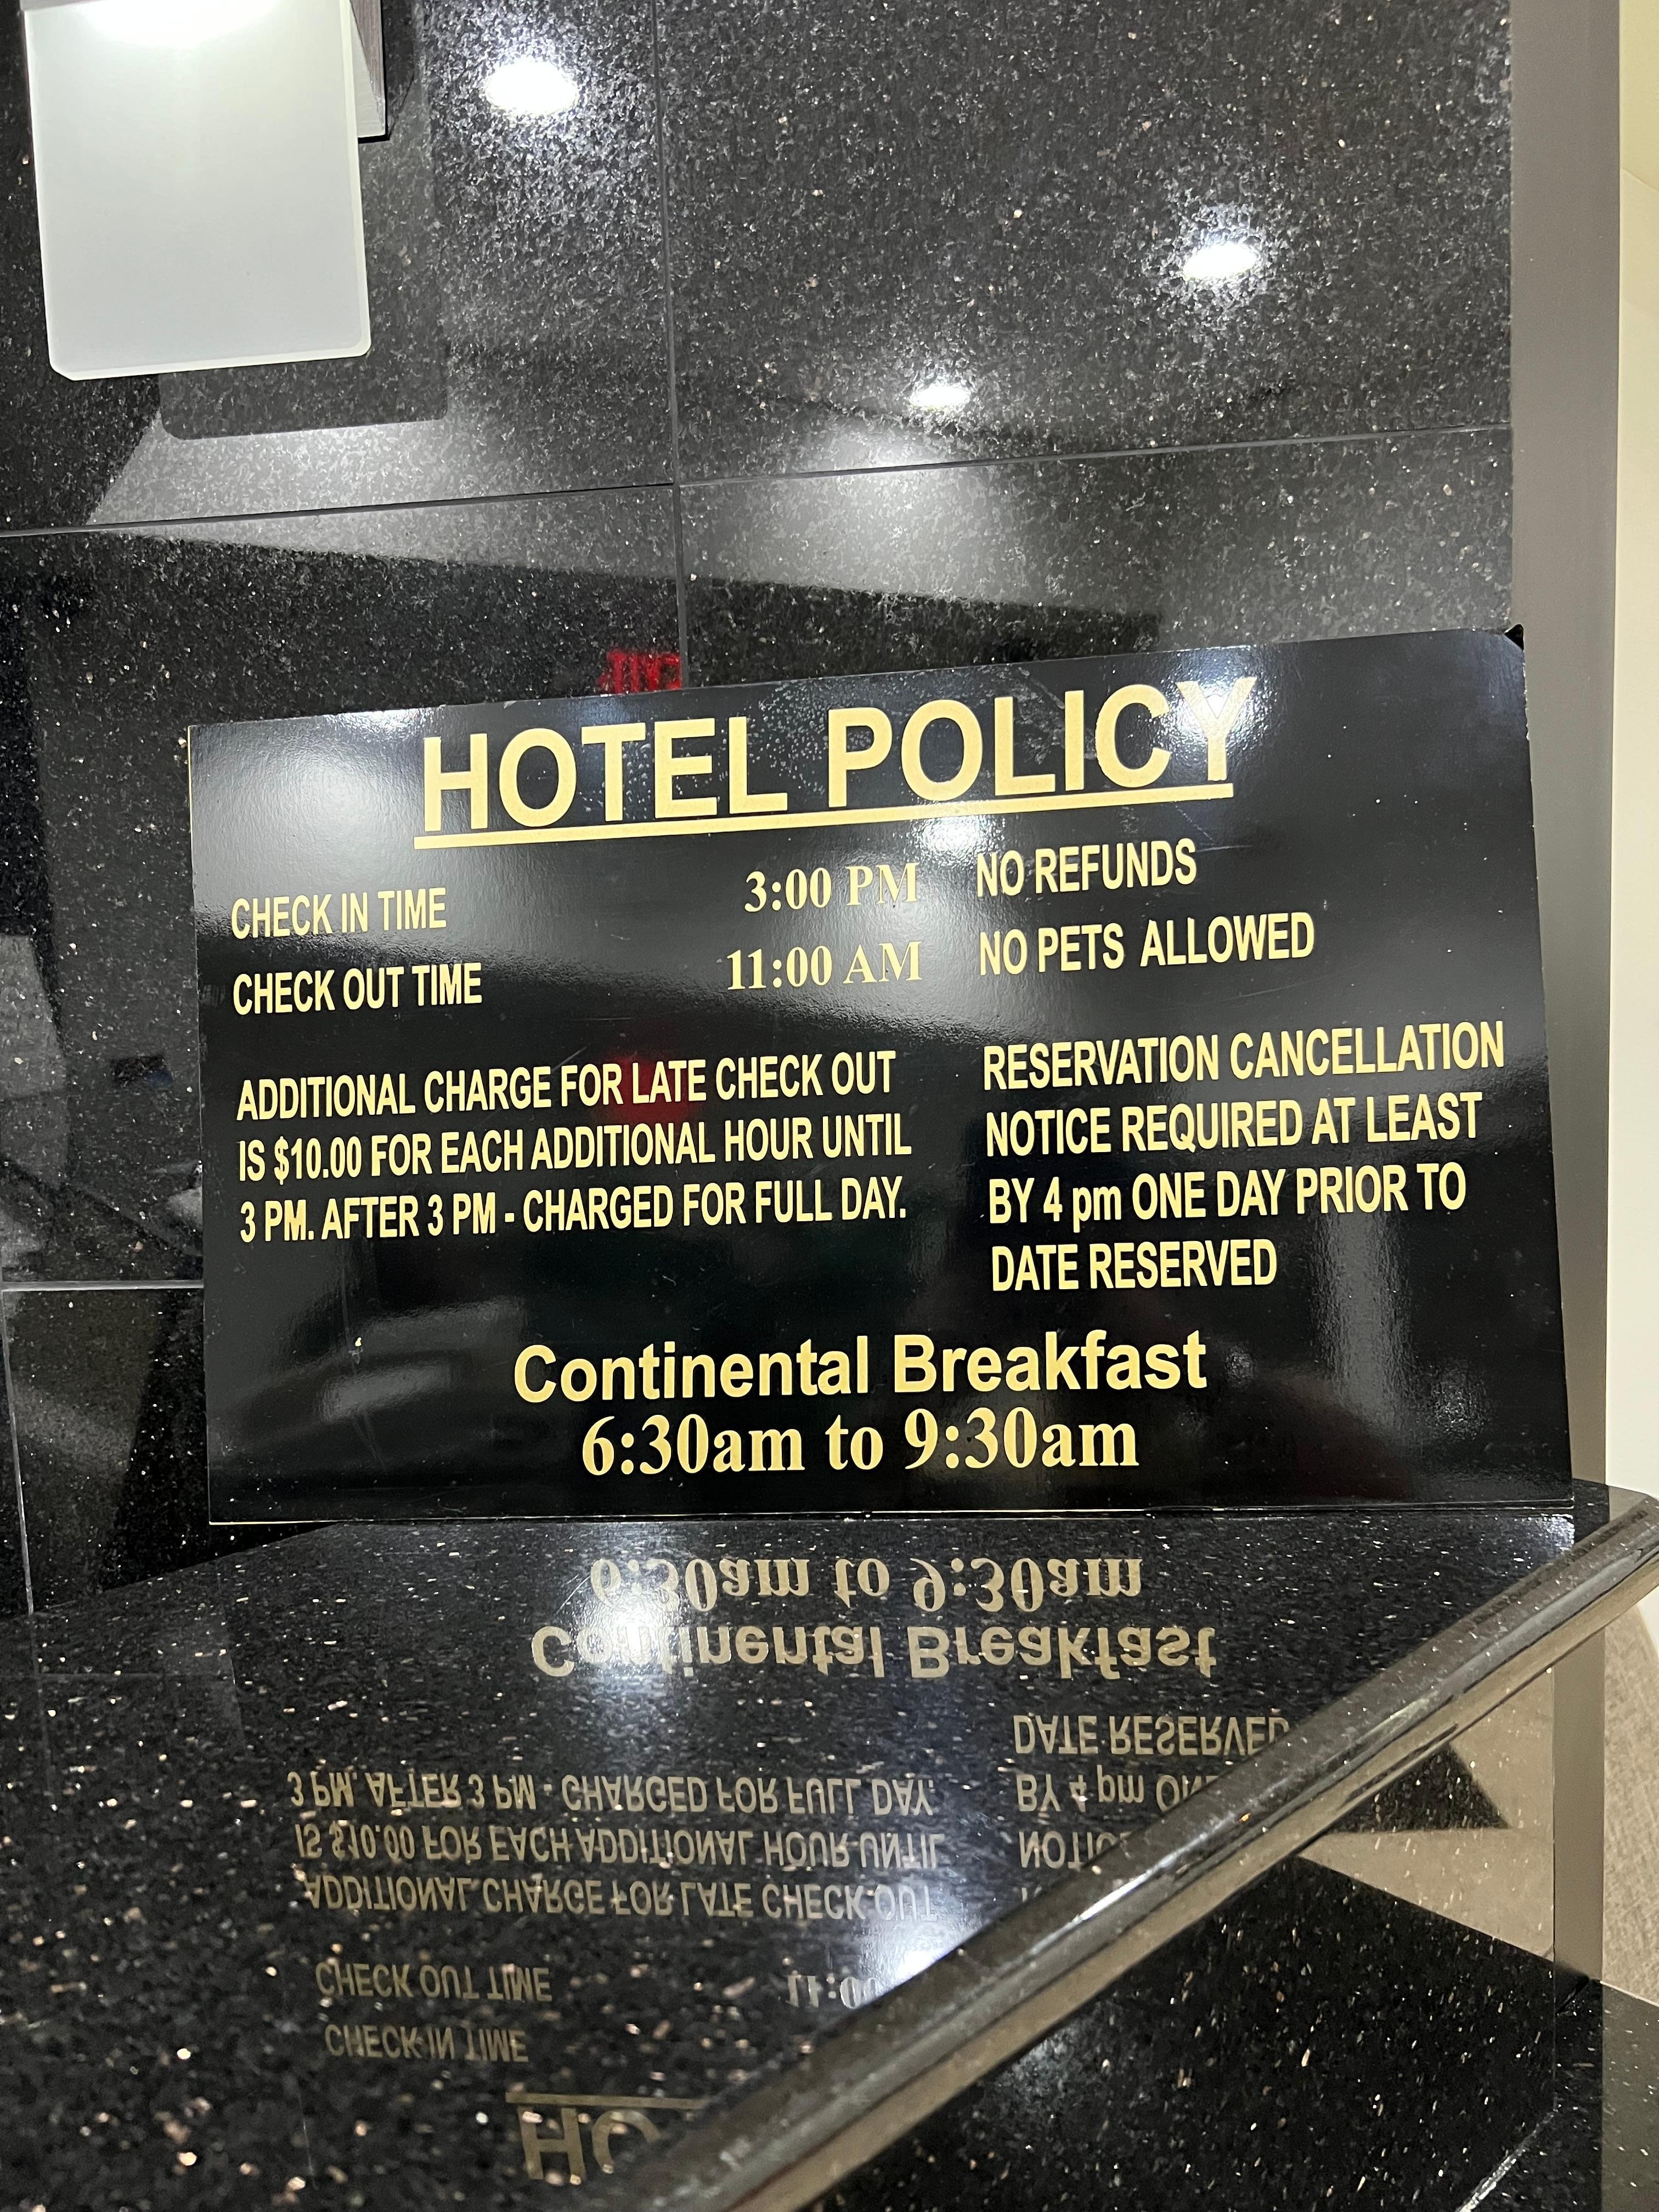 HOTEL POLICY
CHECK IN TIME 3:00 PM
CHECK OUT TIME 11:00 AM
ADDITIONAL CHARGE FOR LATE CHECK OUT
IS $10.00 FOR EACH ADDITIONAL HOUR UNTIL
3 PM. AFTER 3 PM - CHARGED FOR FULL DAY.
NO REFUNDS
NO PETS ALLOWED
RESERVATION CANCELLATION
NOTICE REQUIRED AT LEAST
BY 4 pm ONE DAY PRIOR TO
DATE RESERVED
Continental Breakfast
6:30am to 9:30am